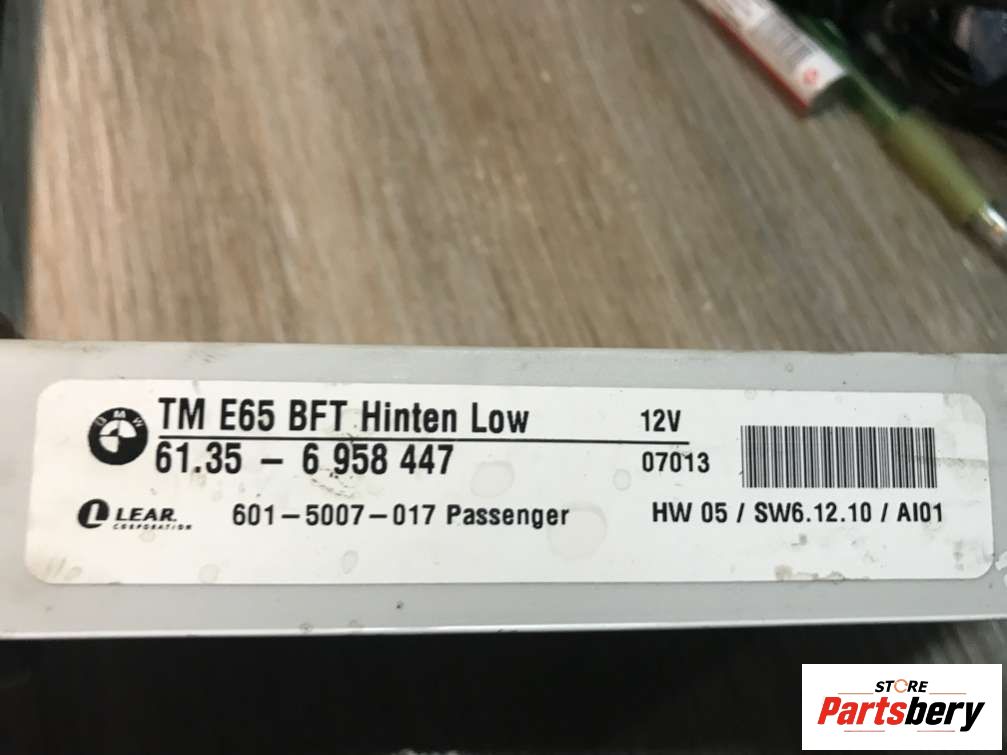 BMW
TM E65 BFT Hinten Low 12V
61.35 – 6 958 447 07013
LEAR. CORPORATION
601–5007–017 Passenger HW 05 / SW6.12.10 / AI01
STORE
Partsbery